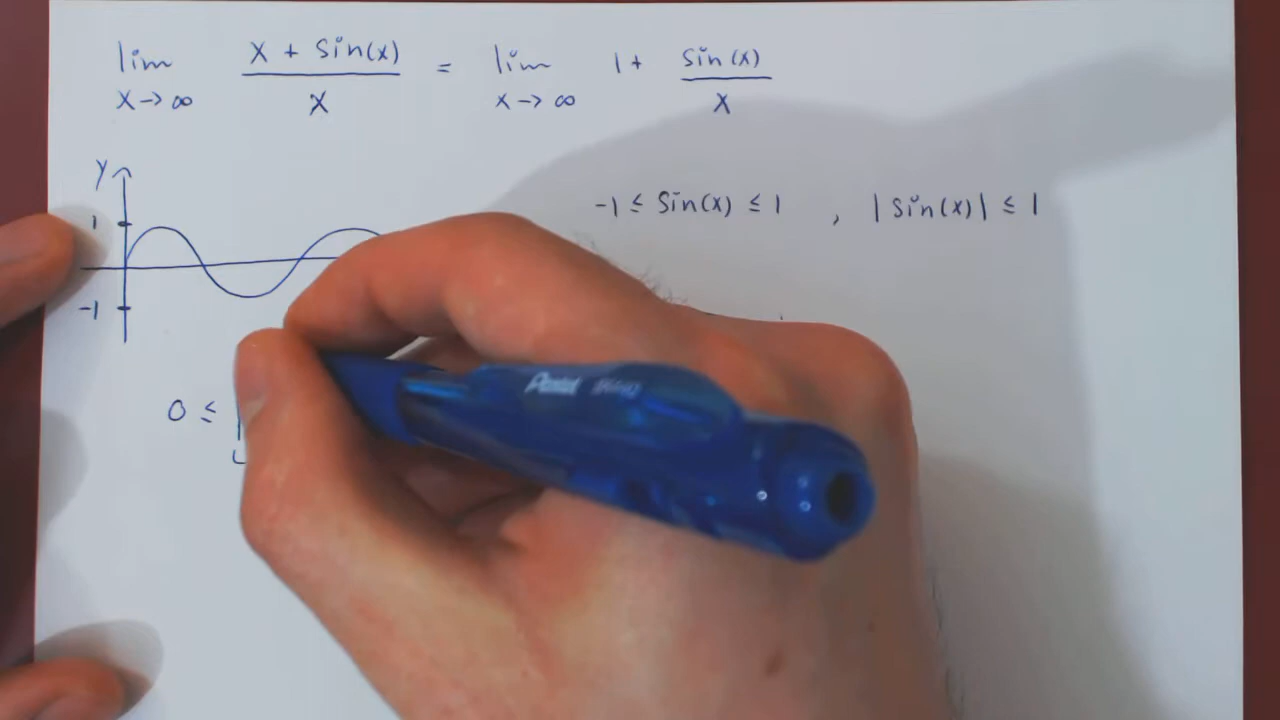 lim x→∞ (x + sin(x))/x = lim x→∞ 1 + sin(x)/x
y
1
-1
-1 ≤ sin(x) ≤ 1 , |sin(x)| ≤ 1
0 ≤ |
Pentel